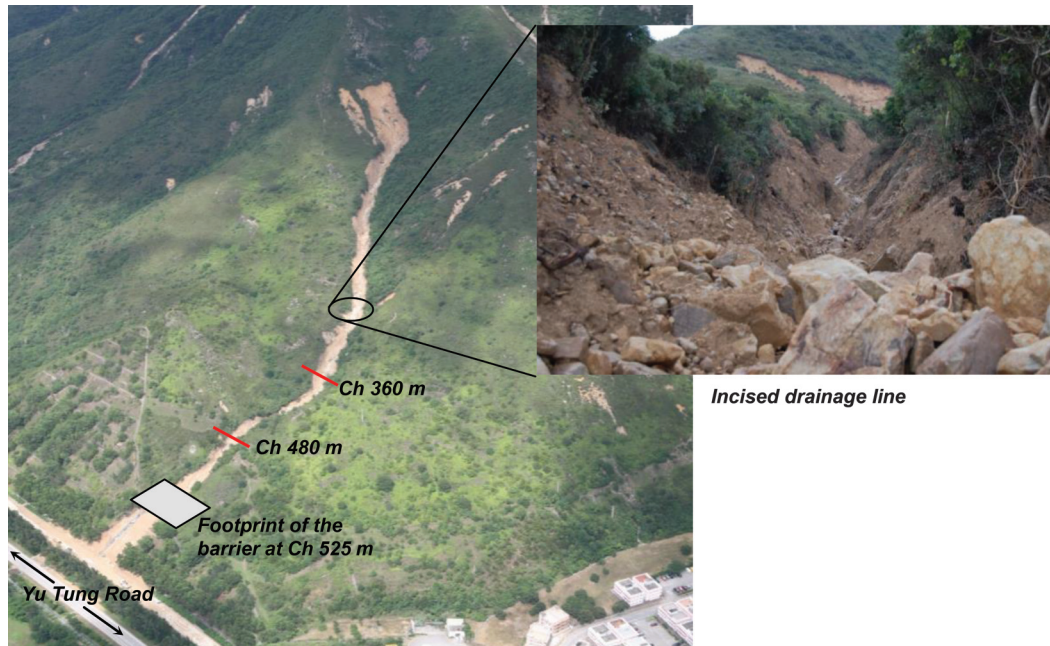 Incised drainage line
Ch 360 m
Ch 480 m
Footprint of the
barrier at Ch 525 m
Yu Tung Road